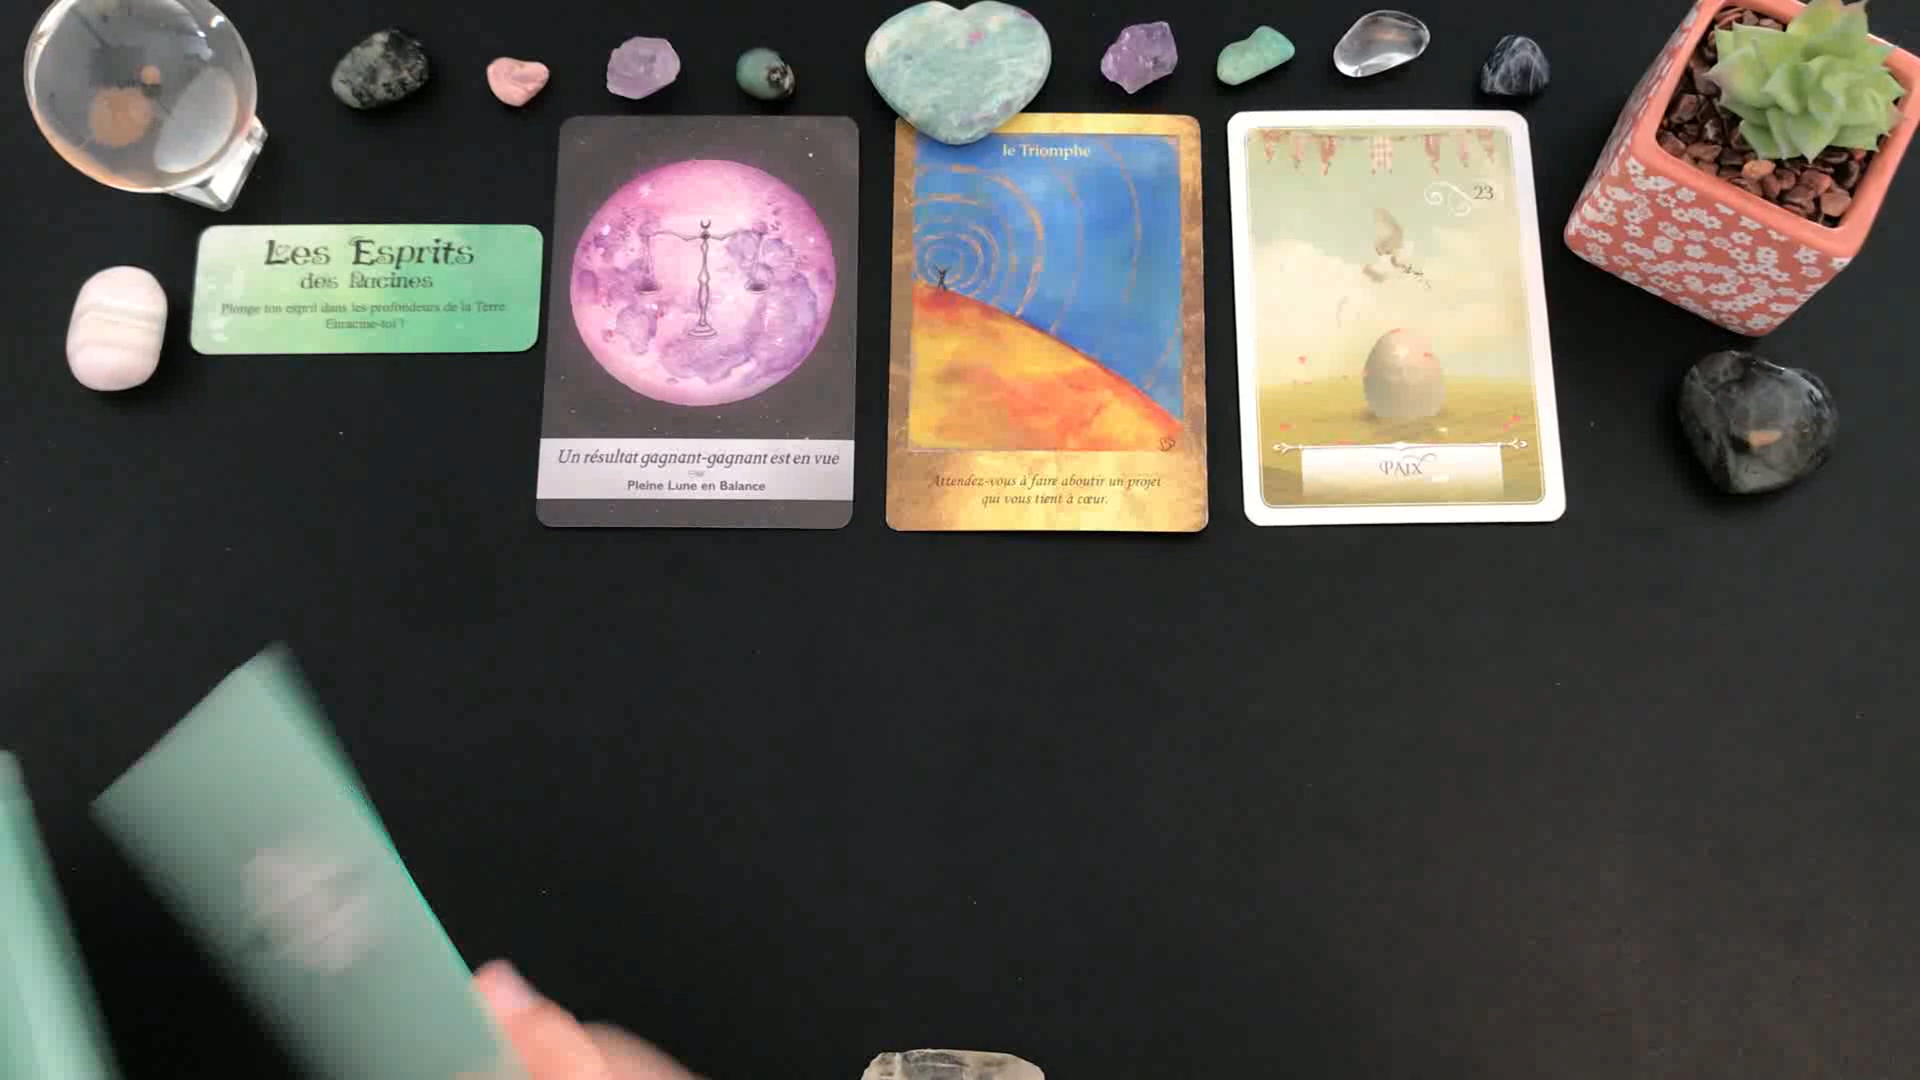 Les Esprits
des Racines
Plonge ton esprit dans les profondeurs de la Terre.
Enracine-toi !
Un résultat gagnant-gagnant est en vue
Pleine Lune en Balance
le Triomphe
Attendez-vous à faire aboutir un projet
qui vous tient à cœur.
23
PAIX